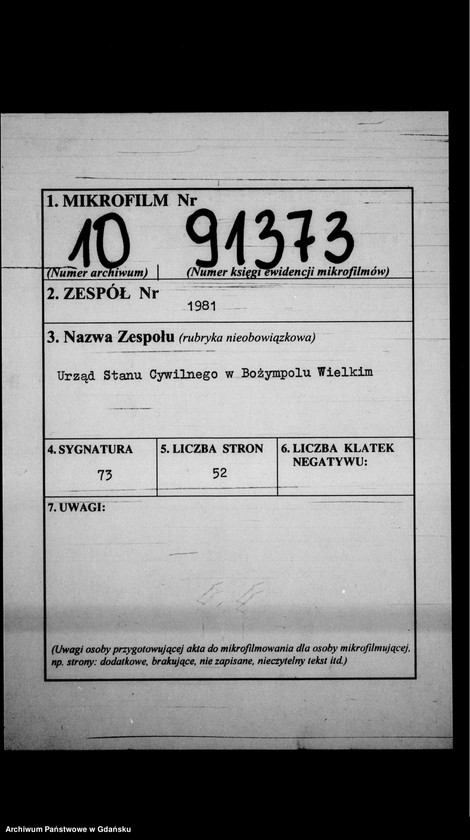 1. MIKROFILM Nr
10 91373
(Numer archiwum) (Numer księgi ewidencji mikrofilmów)
2. ZESPÓŁ Nr
1981
3. Nazwa Zespołu (rubryka nieobowiązkowa)
Urząd Stanu Cywilnego w Bożympolu Wielkim
4. SYGNATURA
73
5. LICZBA STRON
52
6. LICZBA KLATEK
NEGATYWU:
7. UWAGI:
(Uwagi osoby przygotowującej akta do mikrofilmowania dla osoby mikrofilmującej,
np. strony: dodatkowe, brakujące, nie zapisane, nieczytelny tekst itd.)
Archiwum Państwowe w Gdańsku